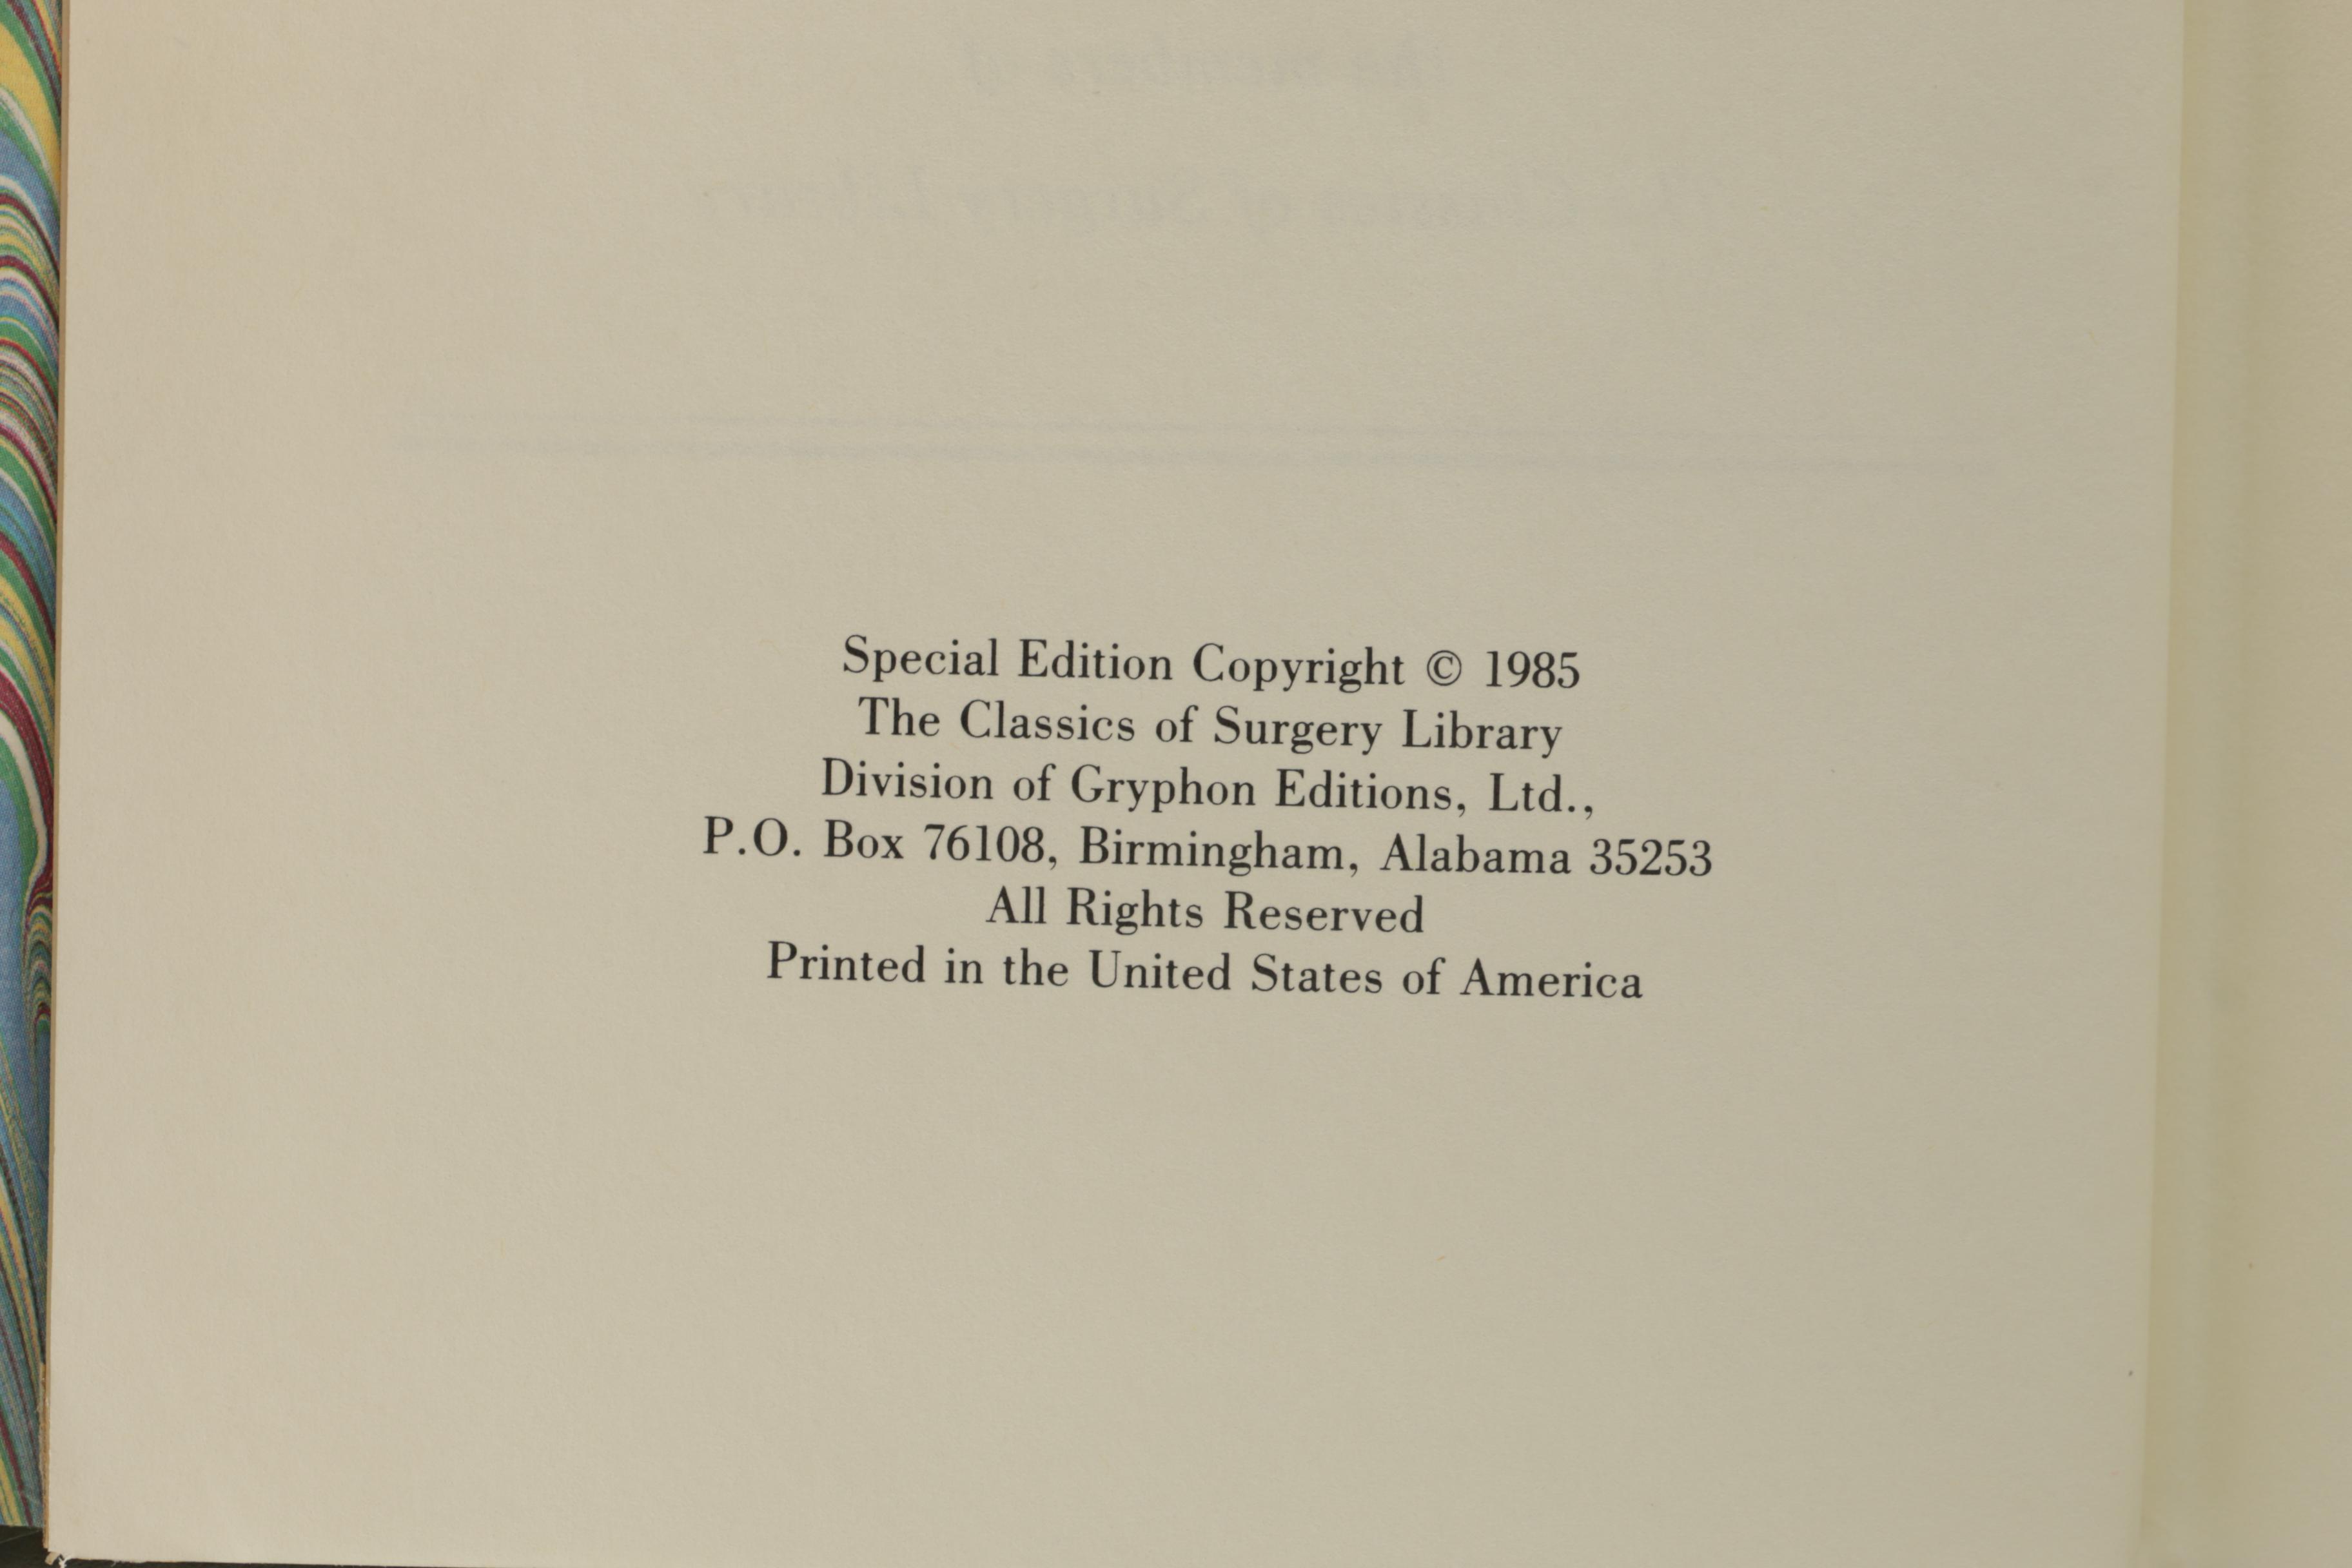 Special Edition Copyright © 1985
The Classics of Surgery Library
Division of Gryphon Editions, Ltd.,
P.O. Box 76108, Birmingham, Alabama 35253
All Rights Reserved
Printed in the United States of America